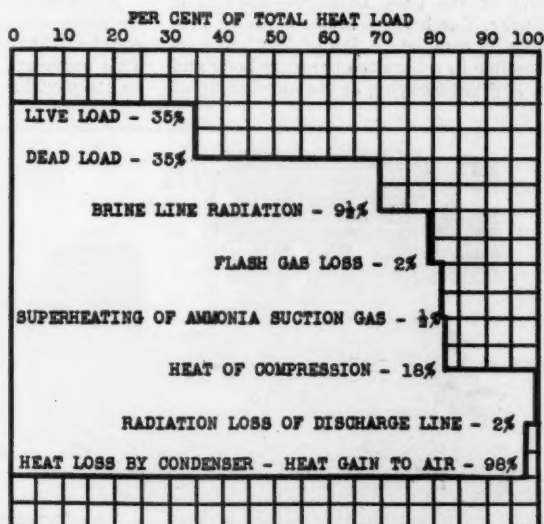 PER CENT OF TOTAL HEAT LOAD
0 10 20 30 40 50 60 70 80 90 100
LIVE LOAD - 35%
DEAD LOAD - 35%
BRINE LINE RADIATION - 9½%
FLASH GAS LOSS - 2%
SUPERHEATING OF AMMONIA SUCTION GAS - ½%
HEAT OF COMPRESSION - 18%
RADIATION LOSS OF DISCHARGE LINE - 2%
HEAT LOSS BY CONDENSER - HEAT GAIN TO AIR - 98%